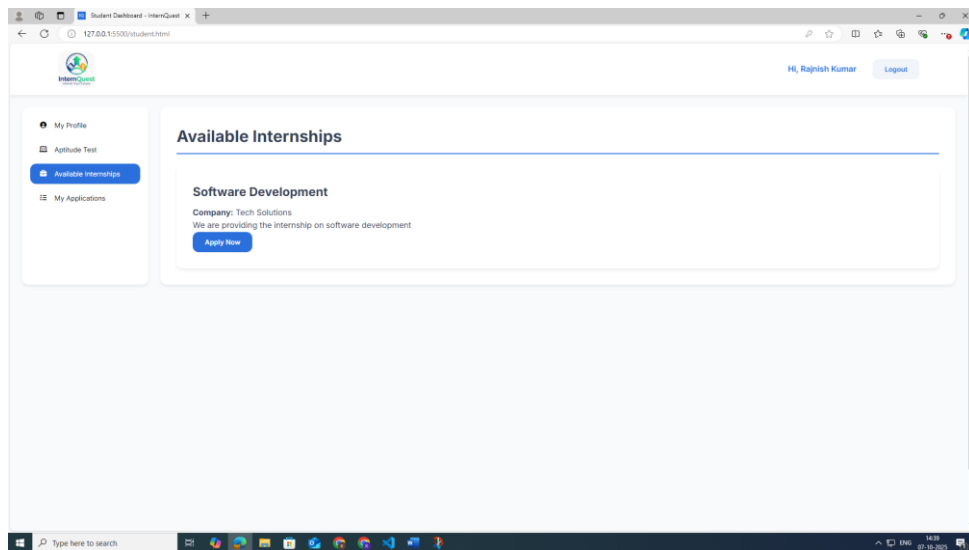 Student Dashboard - InternQuest
127.0.0.1:5500/student.html
InternQuest
Hi, Rajnish Kumar
Logout
My Profile
Aptitude Test
Available Internships
My Applications
Available Internships
Software Development
Company: Tech Solutions
We are providing the internship on software development
Apply Now
Type here to search
ENG
14:39
07-10-2025